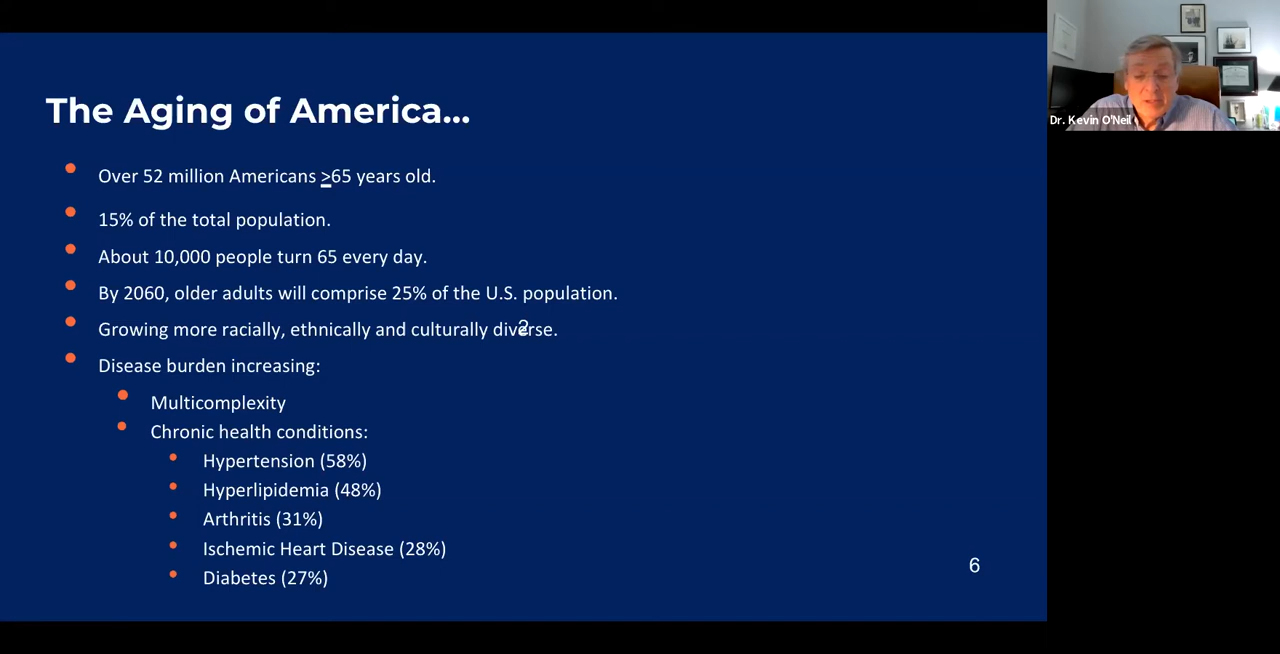 The Aging of America...
Over 52 million Americans >65 years old.
15% of the total population.
About 10,000 people turn 65 every day.
By 2060, older adults will comprise 25% of the U.S. population.
Growing more racially, ethnically and culturally diverse.
2
Disease burden increasing:
Multicomplexity
Chronic health conditions:
Hypertension (58%)
Hyperlipidemia (48%)
Arthritis (31%)
Ischemic Heart Disease (28%)
Diabetes (27%)
6
Dr. Kevin O'Neil